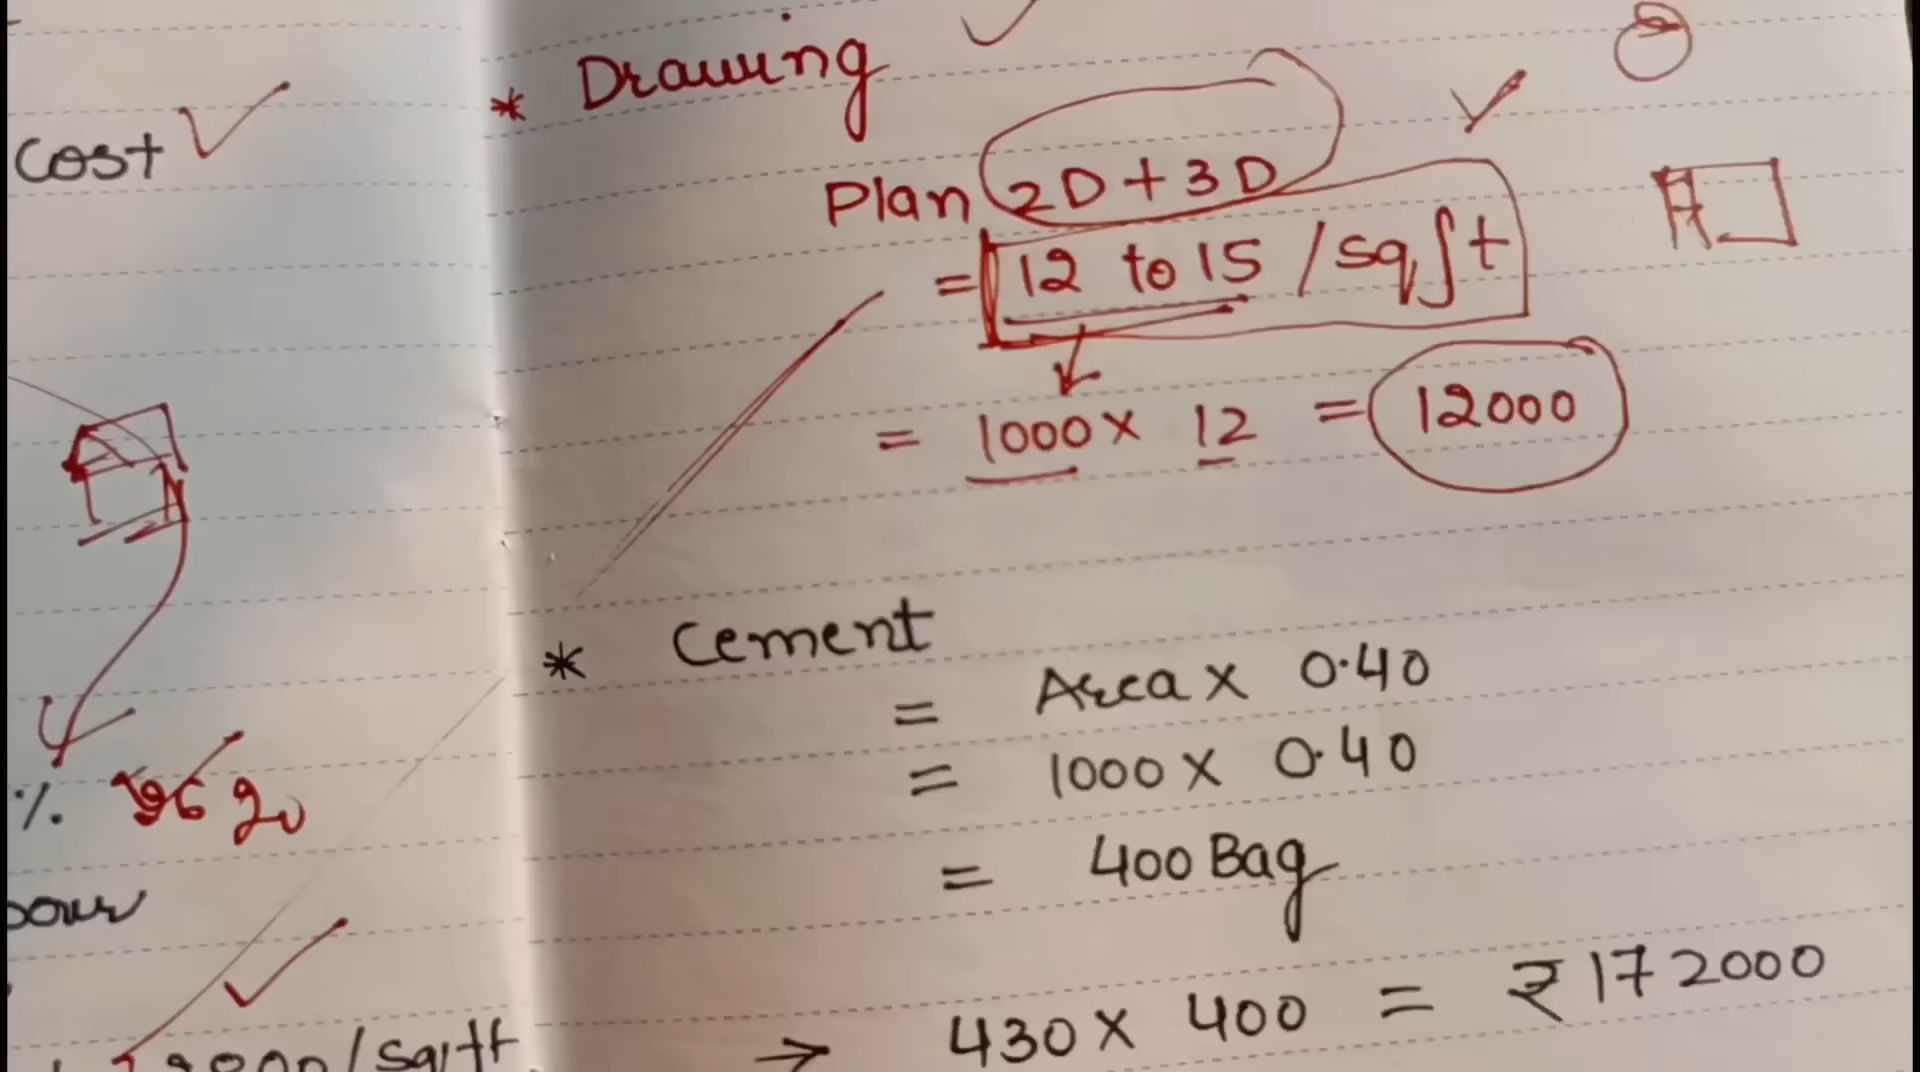 Cost
%. 20
* Drawing
Plan 2D + 3D
= 12 to 15 / sqft
= 1000 x 12 = 12000
* Cement
= Area x 0.40
= 1000 x 0.40
= 400 Bag
→ 430 x 400 = ₹172000